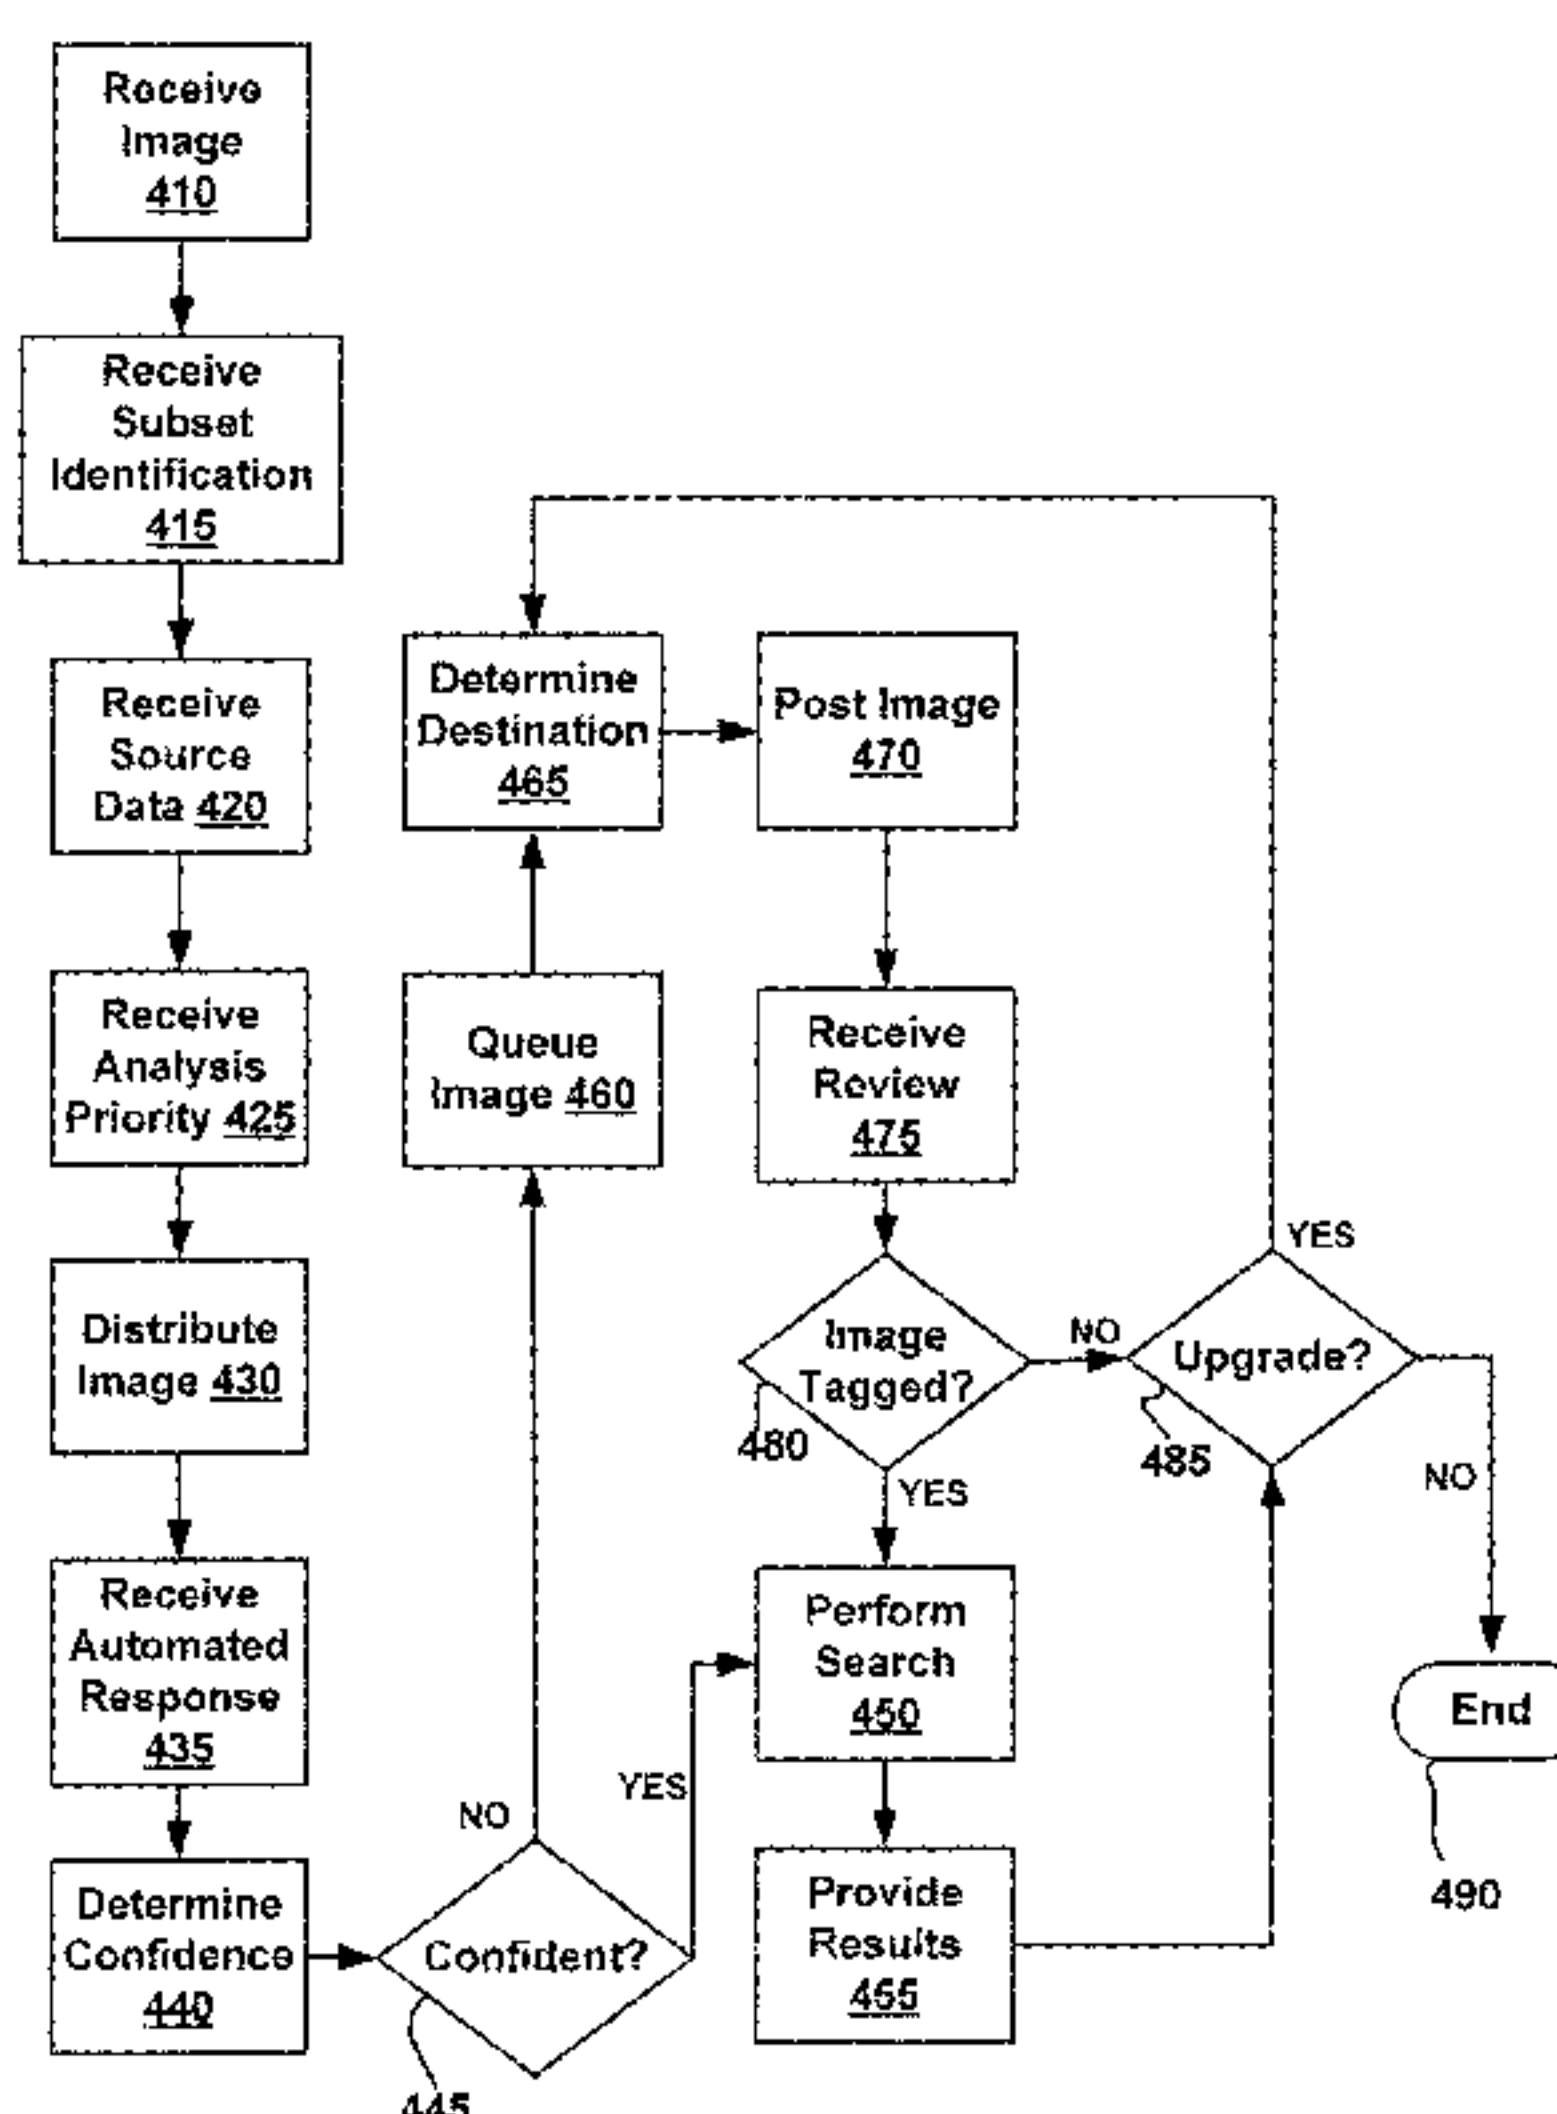 Receive
Image
410
Receive
Subset
Identification
415
Receive
Source
Data 420
Receive
Analysis
Priority 425
Distribute
Image 430
Receive
Automated
Response
435
Determine
Confidence
440
Confident?
445
NO
YES
Queue
Image 460
Determine
Destination
465
Post Image
470
Receive
Review
475
Image
Tagged?
480
NO
YES
Perform
Search
450
Provide
Results
455
Upgrade?
485
YES
NO
End
490